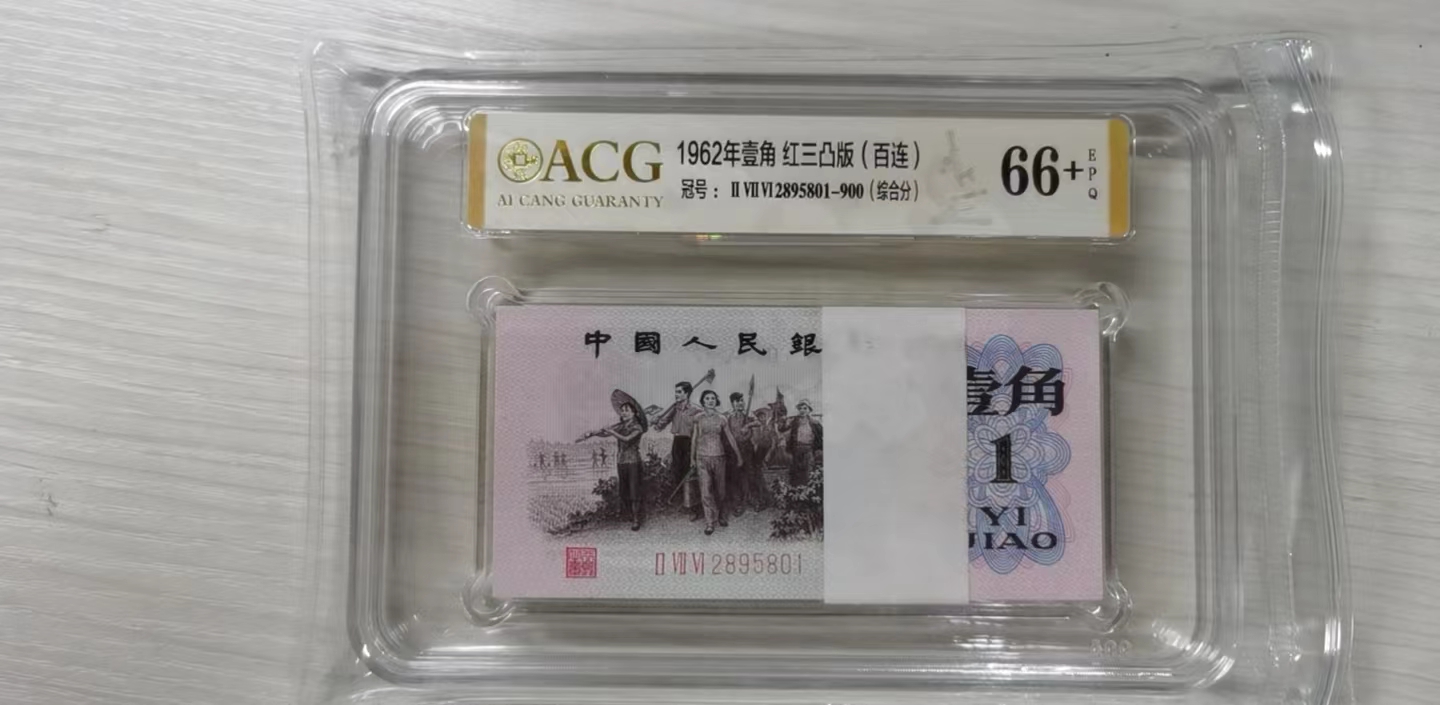 ACG
AI CANG GUARANTY
1962年壹角 红三凸版（百连）
冠号： Ⅱ Ⅶ Ⅵ 2895801-900（综合分）
66+
EPQ
中國人民銀
壹角
1
YI
JIAO
Ⅱ Ⅶ Ⅵ 2895801